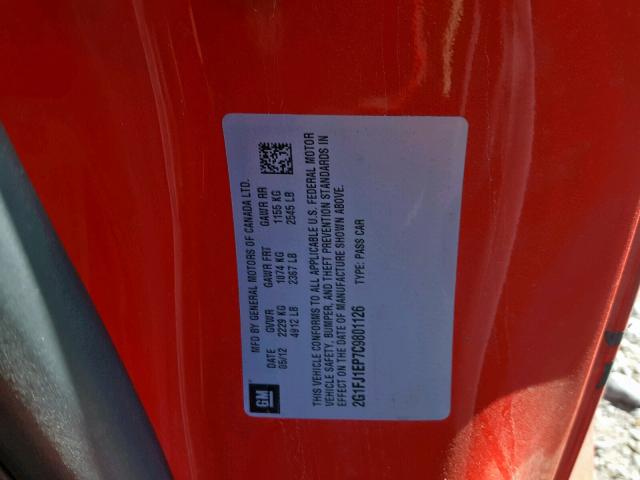 GM
MFD BY GENERAL MOTORS OF CANADA LTD.
DATE GVWR GAWR FRT GAWR RR
05/12 2229 KG 1074 KG 1155 KG
4912 LB 2367 LB 2545 LB
THIS VEHICLE CONFORMS TO ALL APPLICABLE U.S. FEDERAL MOTOR
VEHICLE SAFETY, BUMPER, AND THEFT PREVENTION STANDARDS IN
EFFECT ON THE DATE OF MANUFACTURE SHOWN ABOVE.
2G1FJ1EP7C9801126 TYPE: PASS CAR